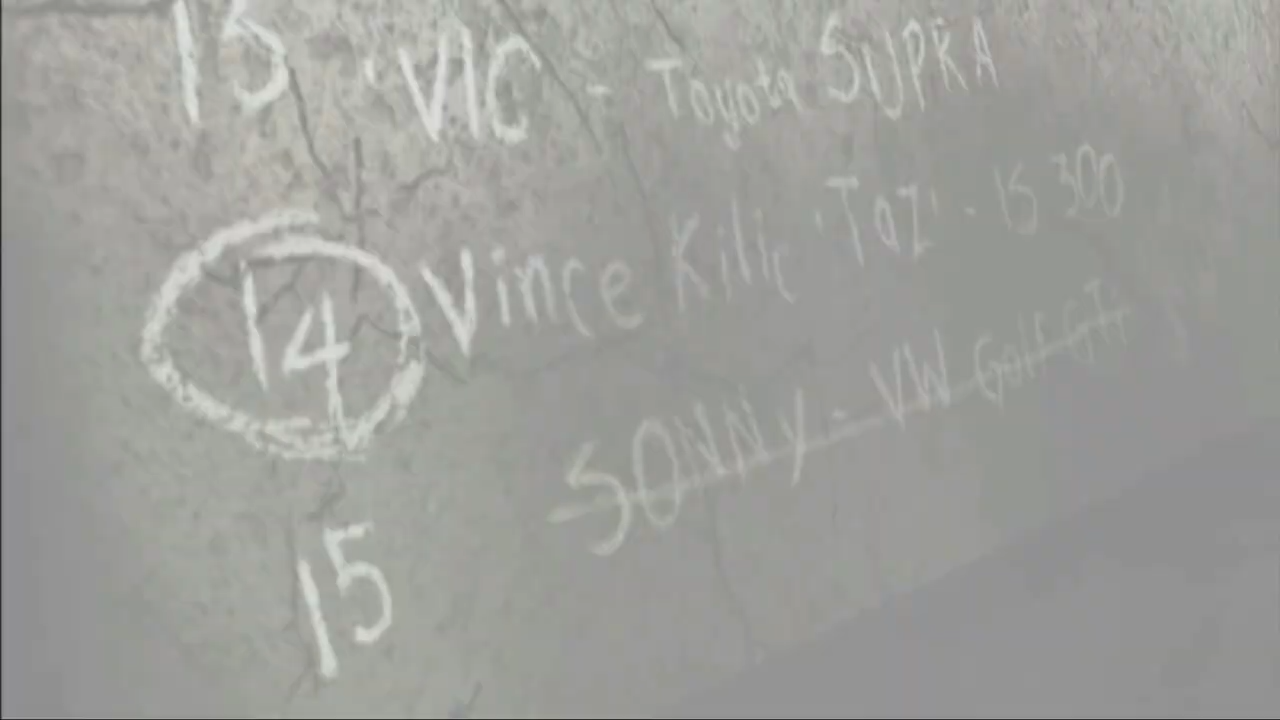 13 VIC - Toyota SUPRA
14 Vince Kilic 'Taz' - IS 300
SONNY - VW Golf GTI
15